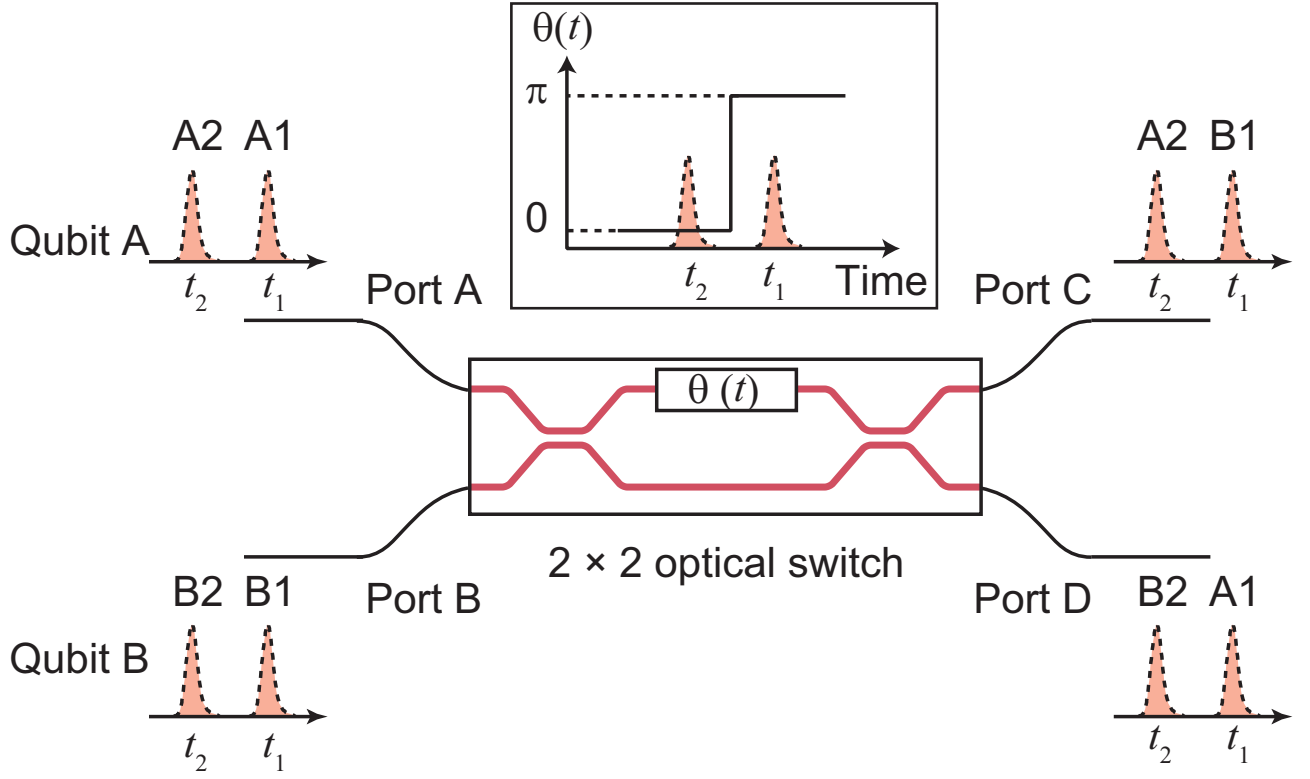 θ(t)
π
0
t2 t1
Time
A2 A1
Qubit A
t2 t1
Port A
A2 B1
t2 t1
Port C
θ (t)
2 × 2 optical switch
Port B
B2 B1
Qubit B
t2 t1
Port D
B2 A1
t2 t1